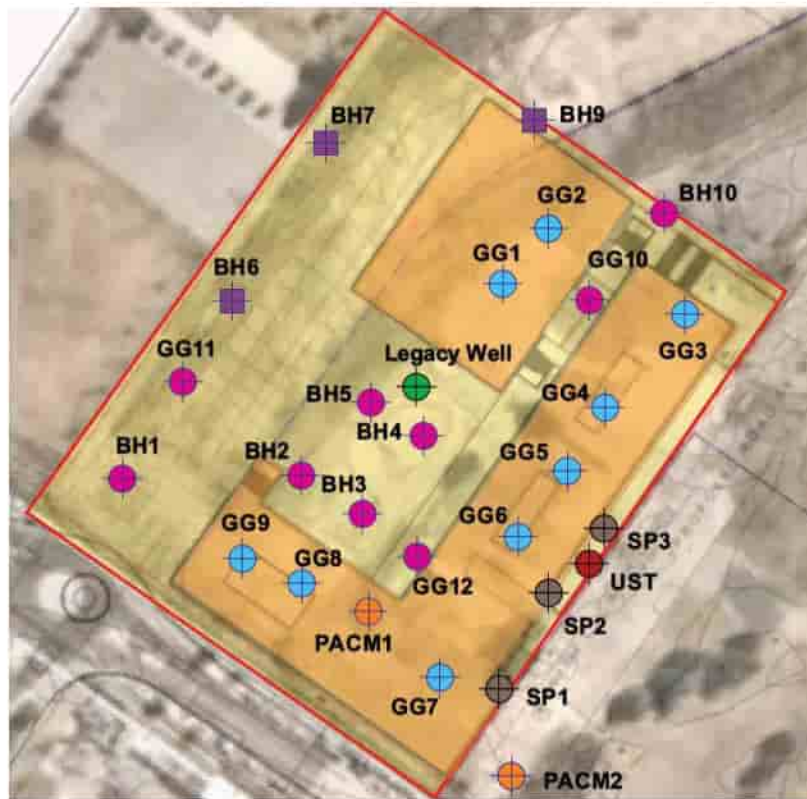 BH7
BH9
GG2
BH10
GG1
GG10
BH6
GG3
Legacy Well
GG11
BH5
GG4
BH4
BH1
BH2
GG5
BH3
GG9
GG6
SP3
GG8
GG12
UST
PACM1
SP2
GG7
SP1
PACM2